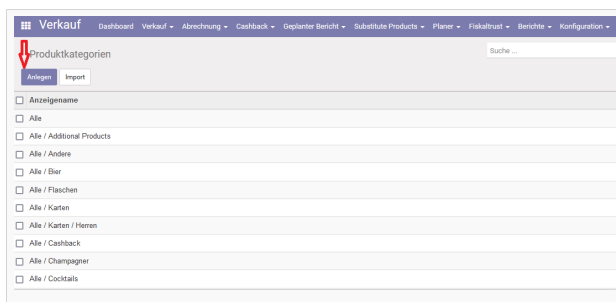 Verkauf Dashboard Verkauf Abrechnung Cashback Geplanter Bericht Substitute Products Planer Fiskaltrust Berichte Konfiguration
Produktkategorien Suche ...
Anlegen Import
Anzeigename
Alle
Alle / Additional Products
Alle / Andere
Alle / Bier
Alle / Flaschen
Alle / Karten
Alle / Karten / Herren
Alle / Cashback
Alle / Champagner
Alle / Cocktails